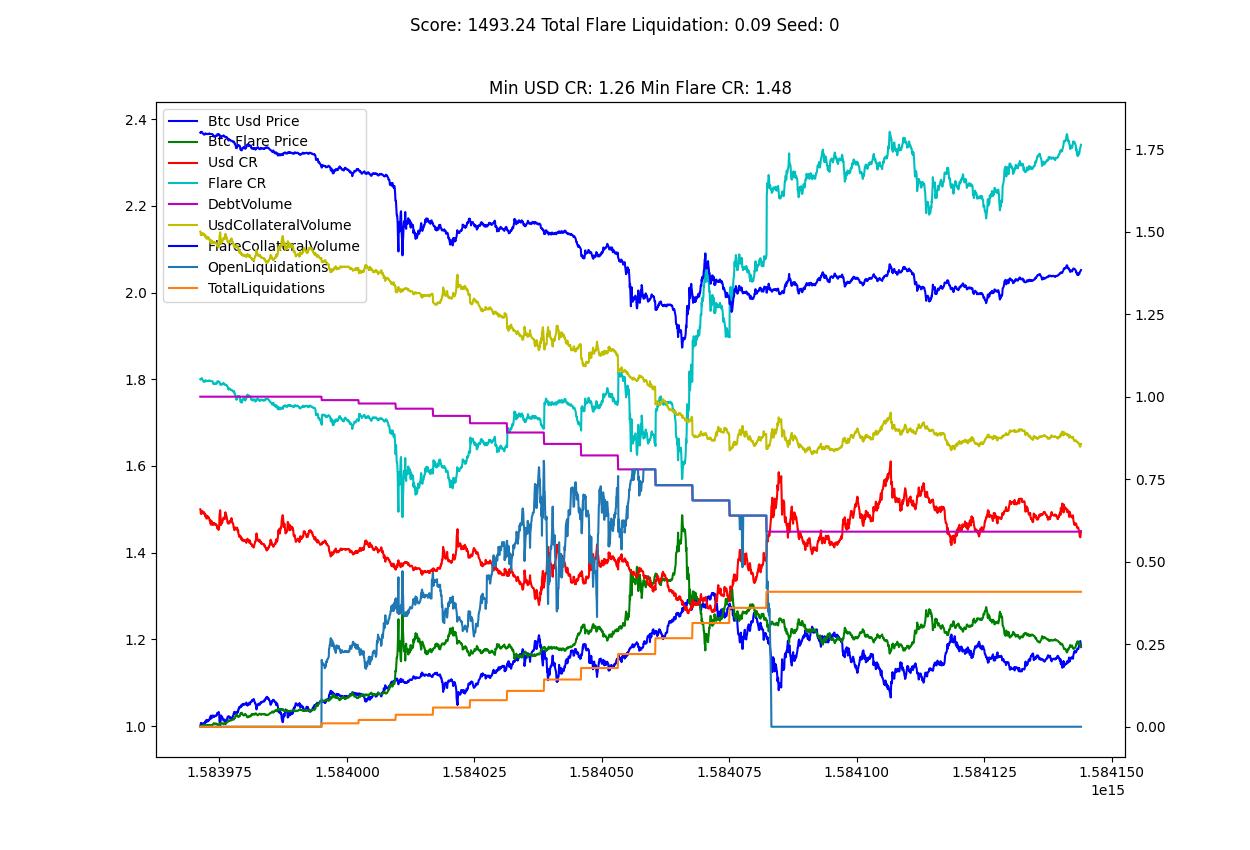 Score: 1493.24 Total Flare Liquidation: 0.09 Seed: 0
Min USD CR: 1.26 Min Flare CR: 1.48
Btc Usd Price
Btc Flare Price
Usd CR
Flare CR
DebtVolume
UsdCollateralVolume
FlareCollateralVolume
OpenLiquidations
TotalLiquidations
2.4
2.2
2.0
1.8
1.6
1.4
1.2
1.0
1.75
1.50
1.25
1.00
0.75
0.50
0.25
0.00
1.583975
1.584000
1.584025
1.584050
1.584075
1.584100
1.584125
1.584150
1e15